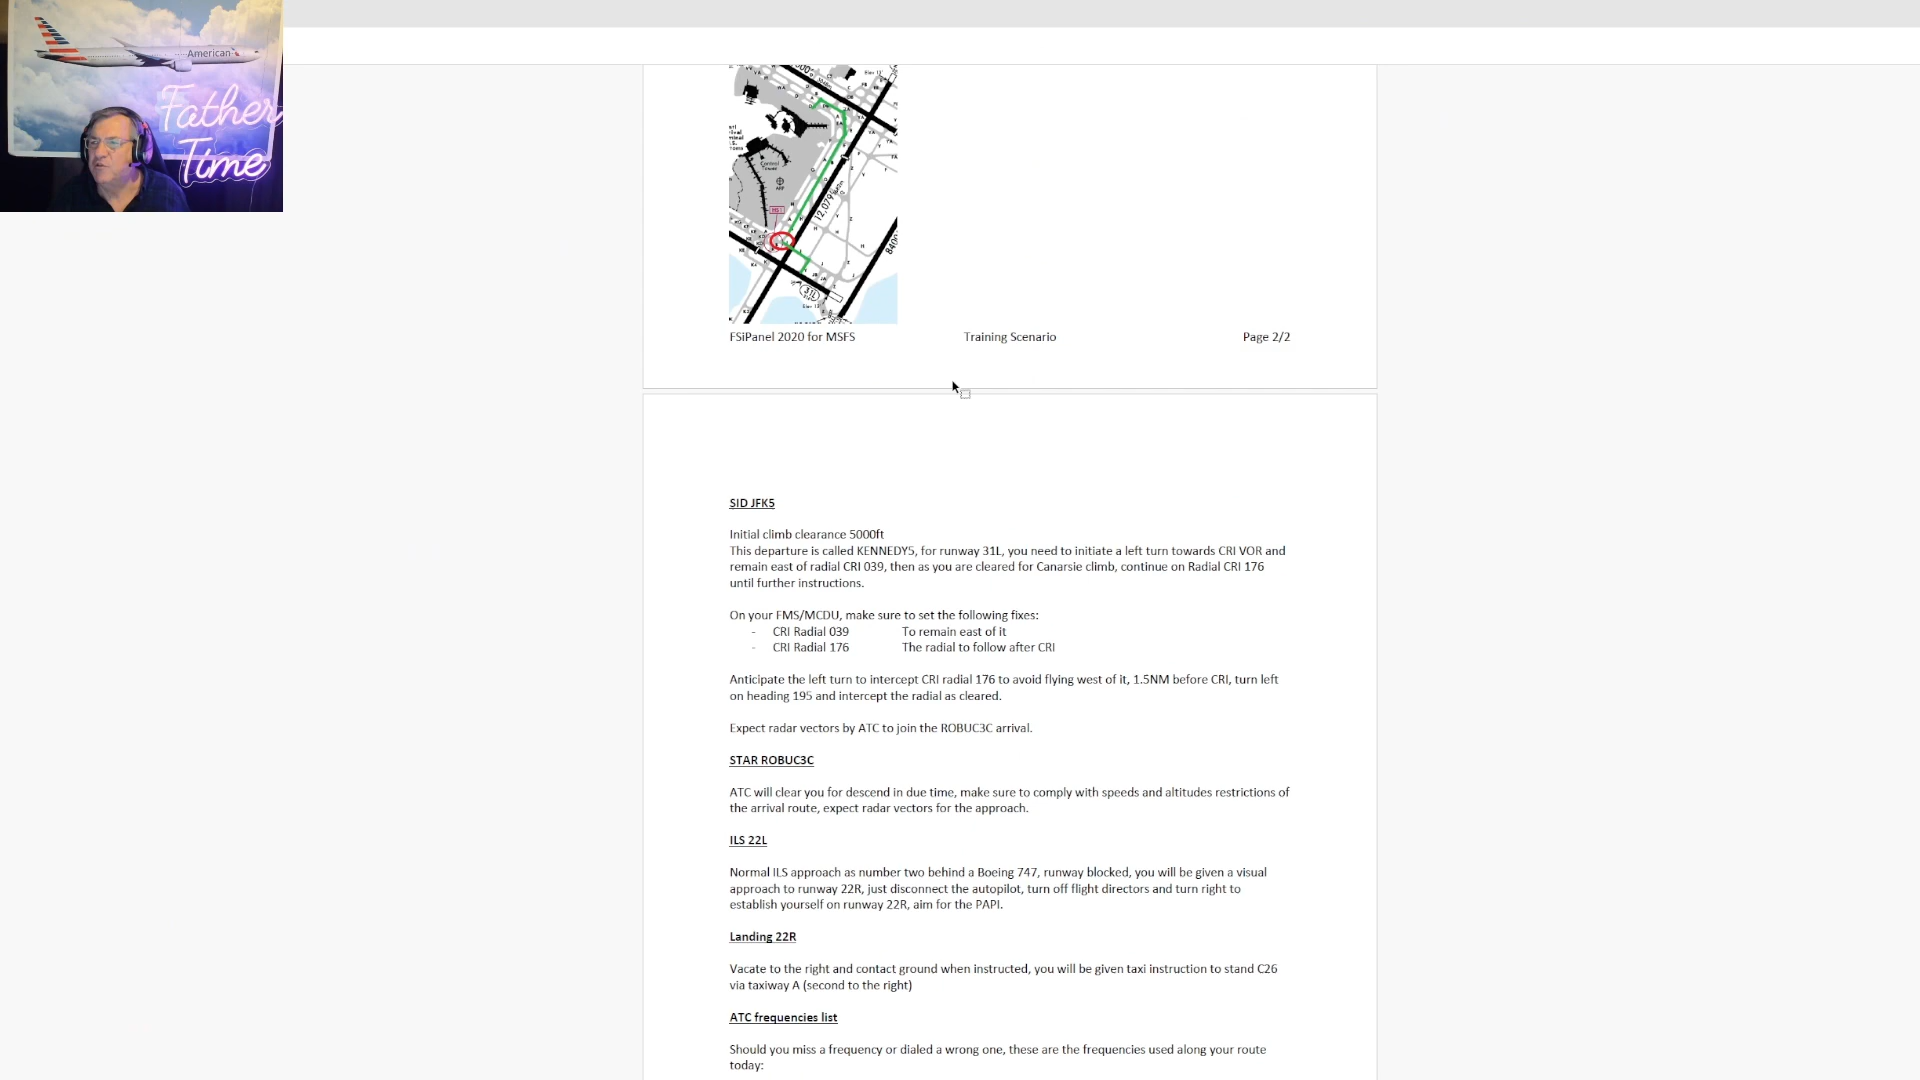 American
Father
Time
12,079'
8400
31L
FSiPanel 2020 for MSFS Training Scenario Page 2/2
SID JFK5
Initial climb clearance 5000ft
This departure is called KENNEDY5, for runway 31L, you need to initiate a left turn towards CRI VOR and
remain east of radial CRI 039, then as you are cleared for Canarsie climb, continue on Radial CRI 176
until further instructions.
On your FMS/MCDU, make sure to set the following fixes:
- CRI Radial 039 To remain east of it
- CRI Radial 176 The radial to follow after CRI
Anticipate the left turn to intercept CRI radial 176 to avoid flying west of it, 1.5NM before CRI, turn left
on heading 195 and intercept the radial as cleared.
Expect radar vectors by ATC to join the ROBUC3C arrival.
STAR ROBUC3C
ATC will clear you for descend in due time, make sure to comply with speeds and altitudes restrictions of
the arrival route, expect radar vectors for the approach.
ILS 22L
Normal ILS approach as number two behind a Boeing 747, runway blocked, you will be given a visual
approach to runway 22R, just disconnect the autopilot, turn off flight directors and turn right to
establish yourself on runway 22R, aim for the PAPI.
Landing 22R
Vacate to the right and contact ground when instructed, you will be given taxi instruction to stand C26
via taxiway A (second to the right)
ATC frequencies list
Should you miss a frequency or dialed a wrong one, these are the frequencies used along your route
today: